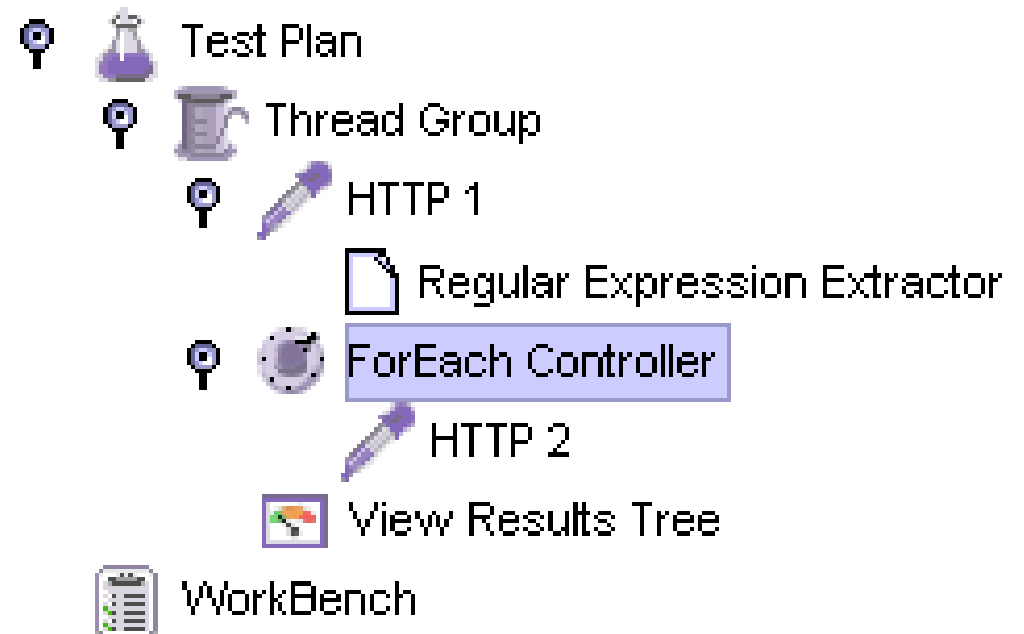 Test Plan
Thread Group
HTTP 1
Regular Expression Extractor
ForEach Controller
HTTP 2
View Results Tree
WorkBench